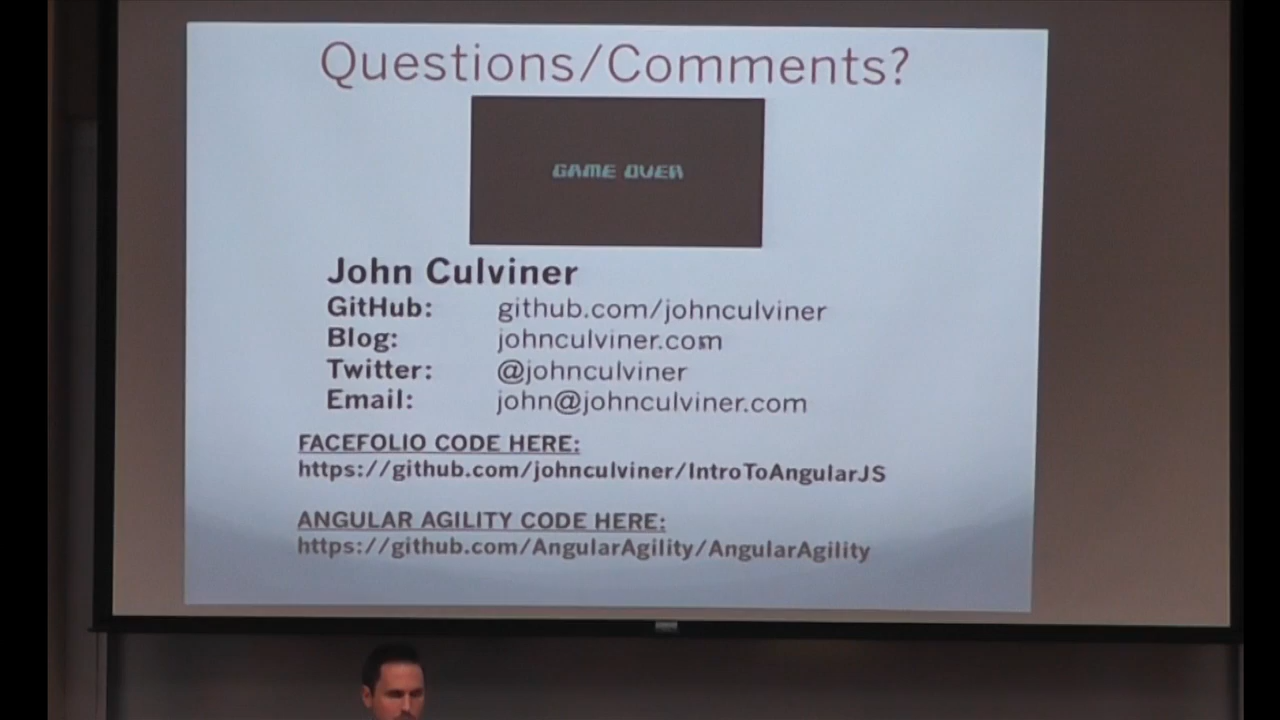 Questions/Comments?
GAME OVER
John Culviner
GitHub: github.com/johnculviner
Blog: johnculviner.com
Twitter: @johnculviner
Email: john@johnculviner.com
FACEFOLIO CODE HERE:
https://github.com/johnculviner/IntroToAngularJS
ANGULAR AGILITY CODE HERE:
https://github.com/AngularAgility/AngularAgility